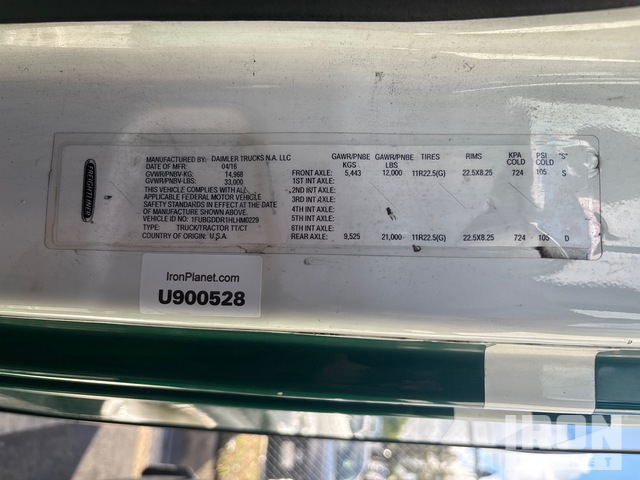 FREIGHTLINER
MANUFACTURED BY: DAIMLER TRUCKS N.A. LLC
DATE OF MFR: 04/16
GVWR/PNBV-KG: 14,968
GVWR/PNBV-LBS: 33,000
THIS VEHICLE COMPLIES WITH ALL
APPLICABLE FEDERAL MOTOR VEHICLE
SAFETY STANDARDS IN EFFECT AT THE DATE
OF MANUFACTURE SHOWN ABOVE.
VEHICLE ID NO.: 1FUBGDDR1HLHM0229
TYPE: TRUCK/TRACTOR TT/CT
COUNTRY OF ORIGIN: U.S.A.
GAWR/PNBE KGS GAWR/PNBE LBS TIRES RIMS KPA COLD PSI COLD "S"
FRONT AXLE: 5,443 12,000 11R22.5(G) 22.5X8.25 724 105 S
1ST INT AXLE:
2ND INT AXLE:
3RD INT AXLE:
4TH INT AXLE:
5TH INT AXLE:
6TH INT AXLE:
REAR AXLE: 9,525 21,000 11R22.5(G) 22.5X8.25 724 105 D
IronPlanet.com
U900528
IRON
PLANET